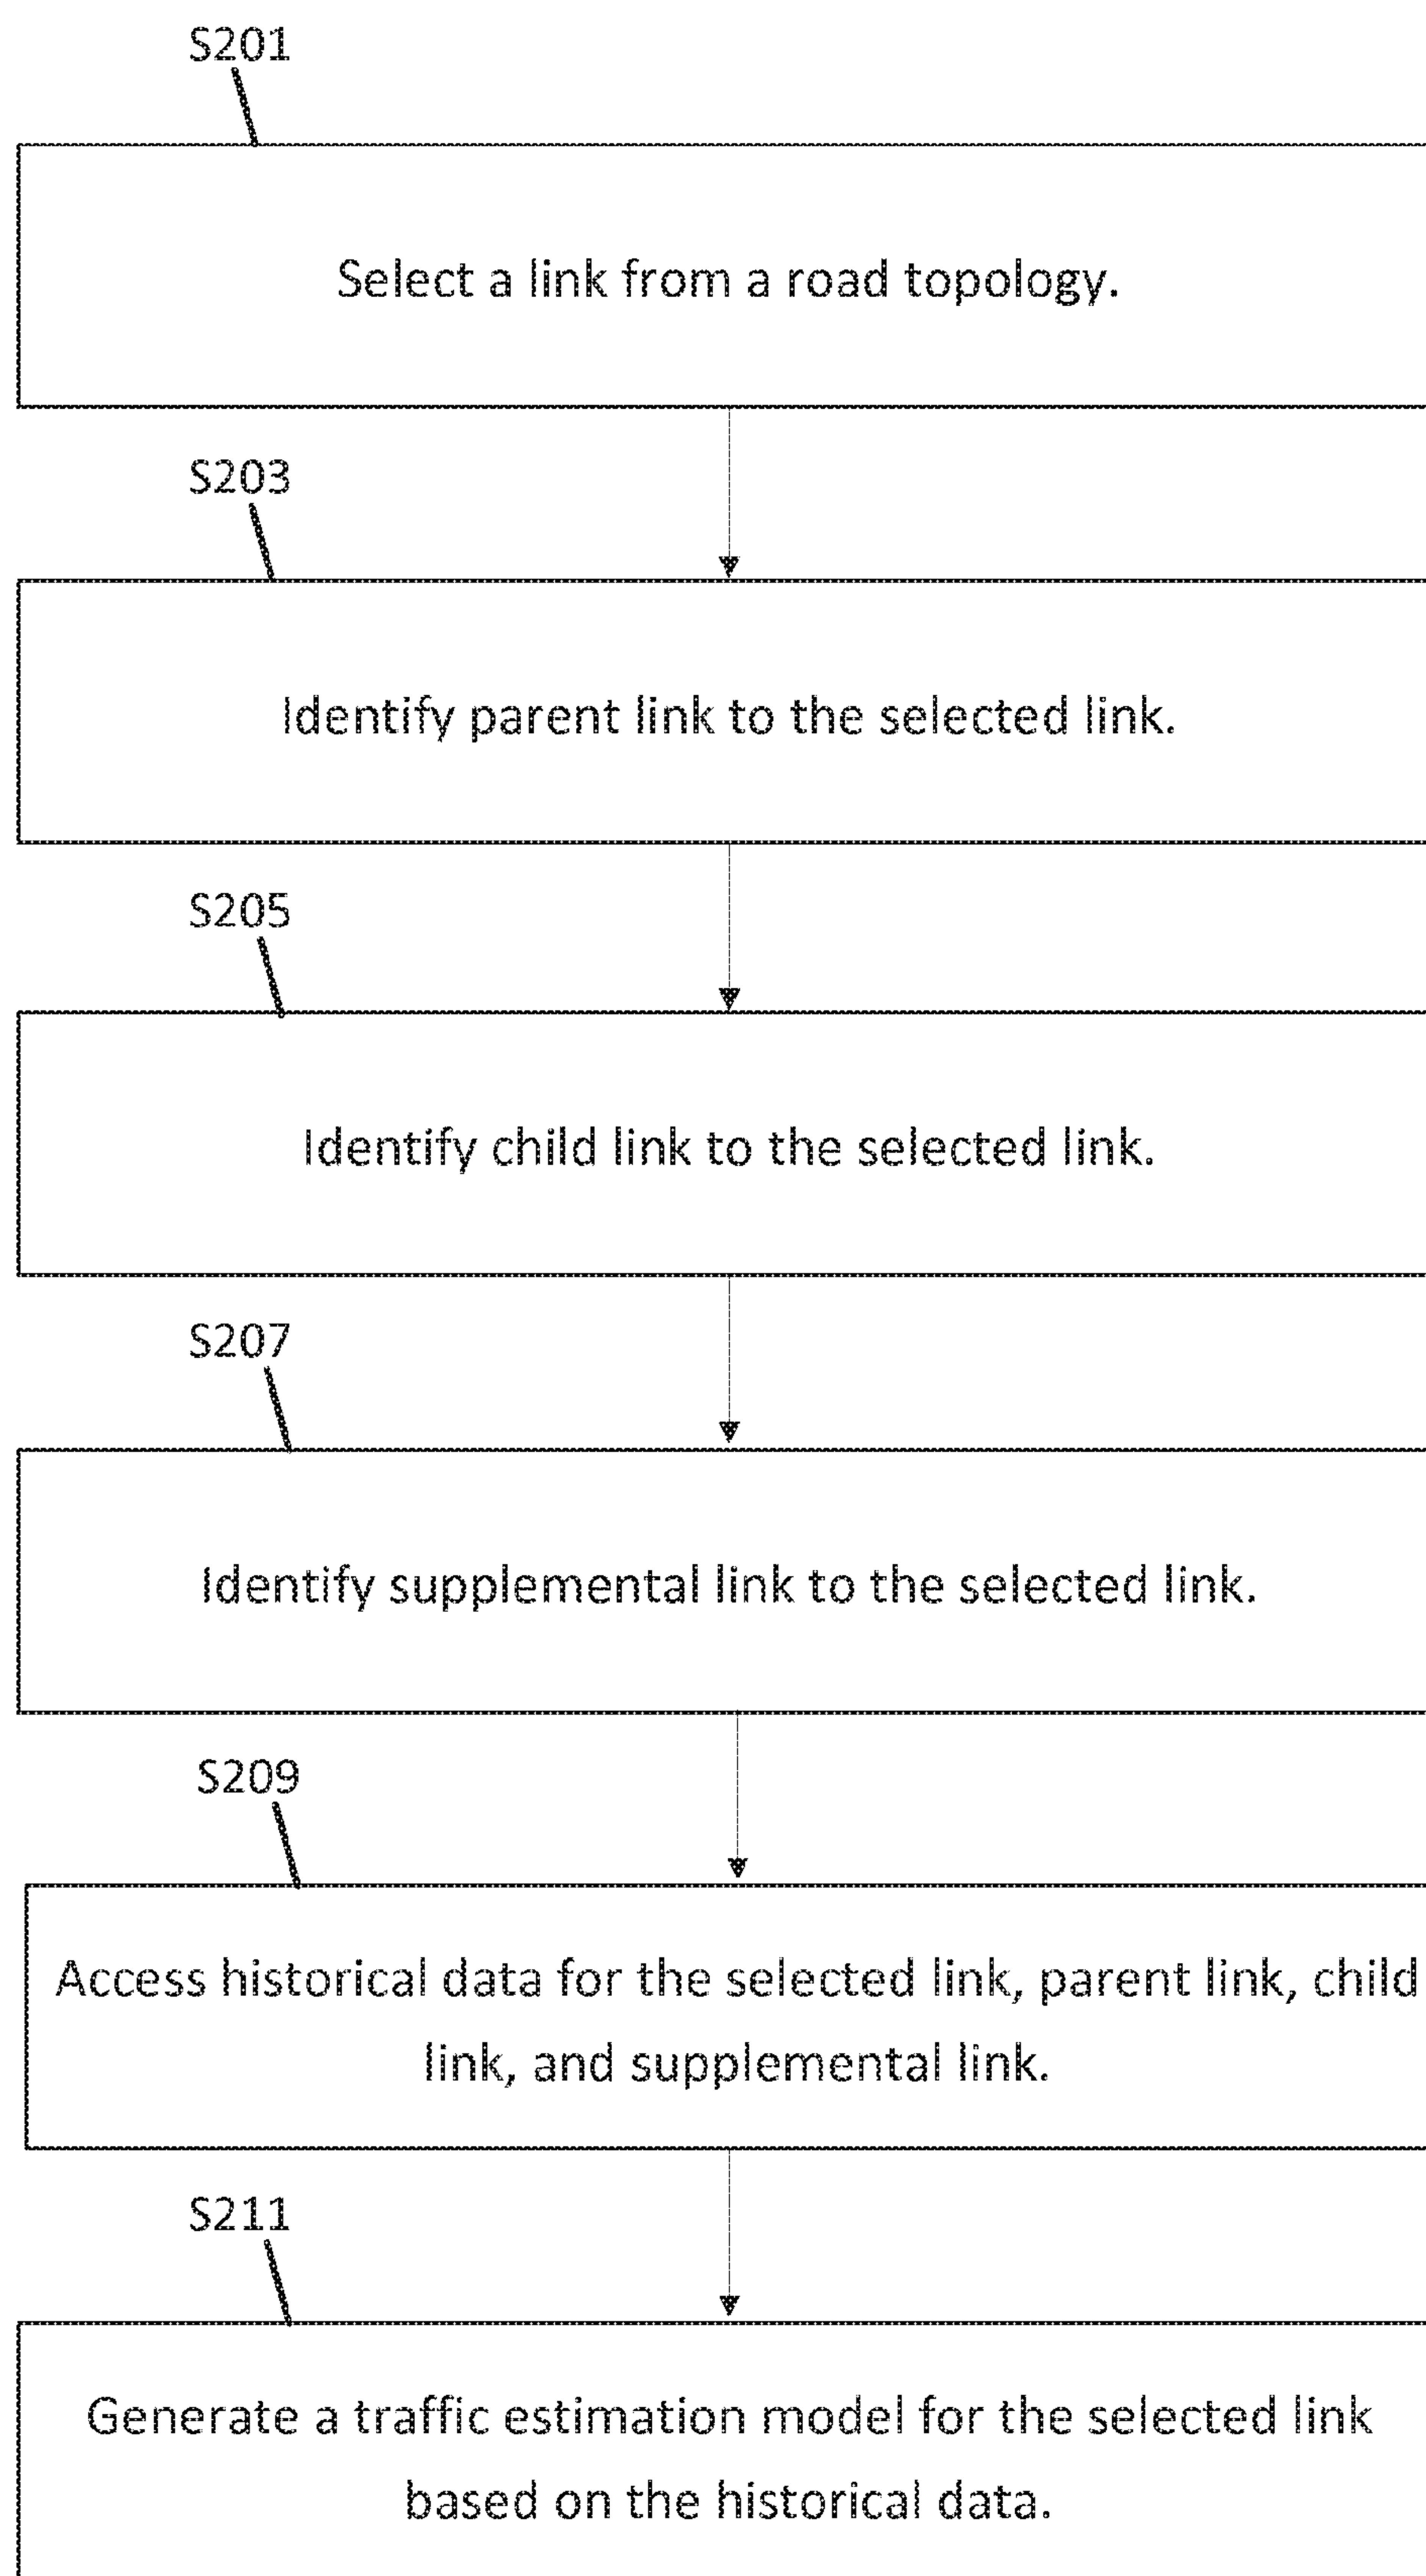 S201
Select a link from a road topology.
S203
Identify parent link to the selected link.
S205
Identify child link to the selected link.
S207
Identify supplemental link to the selected link.
S209
Access historical data for the selected link, parent link, child
link, and supplemental link.
S211
Generate a traffic estimation model for the selected link
based on the historical data.